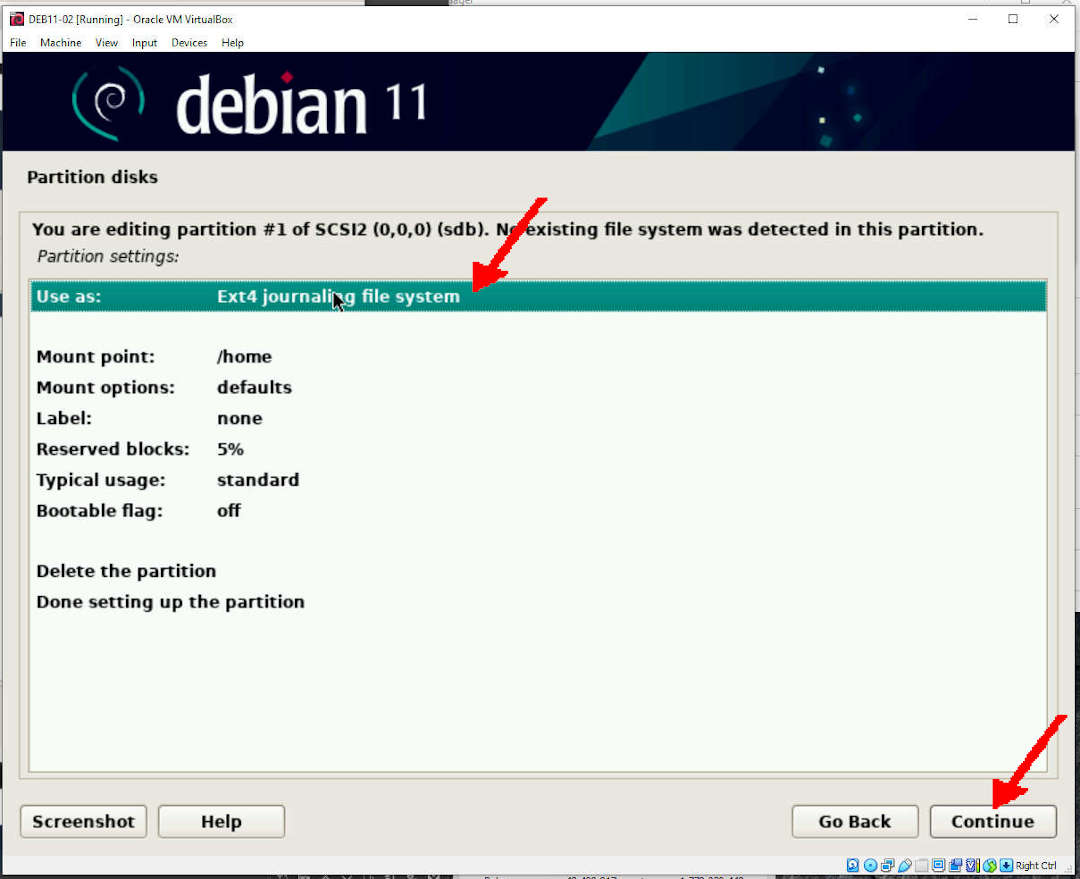 DEB11-02 [Running] - Oracle VM VirtualBox
File Machine View Input Devices Help
debian 11
Partition disks
You are editing partition #1 of SCSI2 (0,0,0) (sdb). No existing file system was detected in this partition.
Partition settings:
Use as: Ext4 journaling file system
Mount point: /home
Mount options: defaults
Label: none
Reserved blocks: 5%
Typical usage: standard
Bootable flag: off
Delete the partition
Done setting up the partition
Screenshot Help Go Back Continue
Right Ctrl